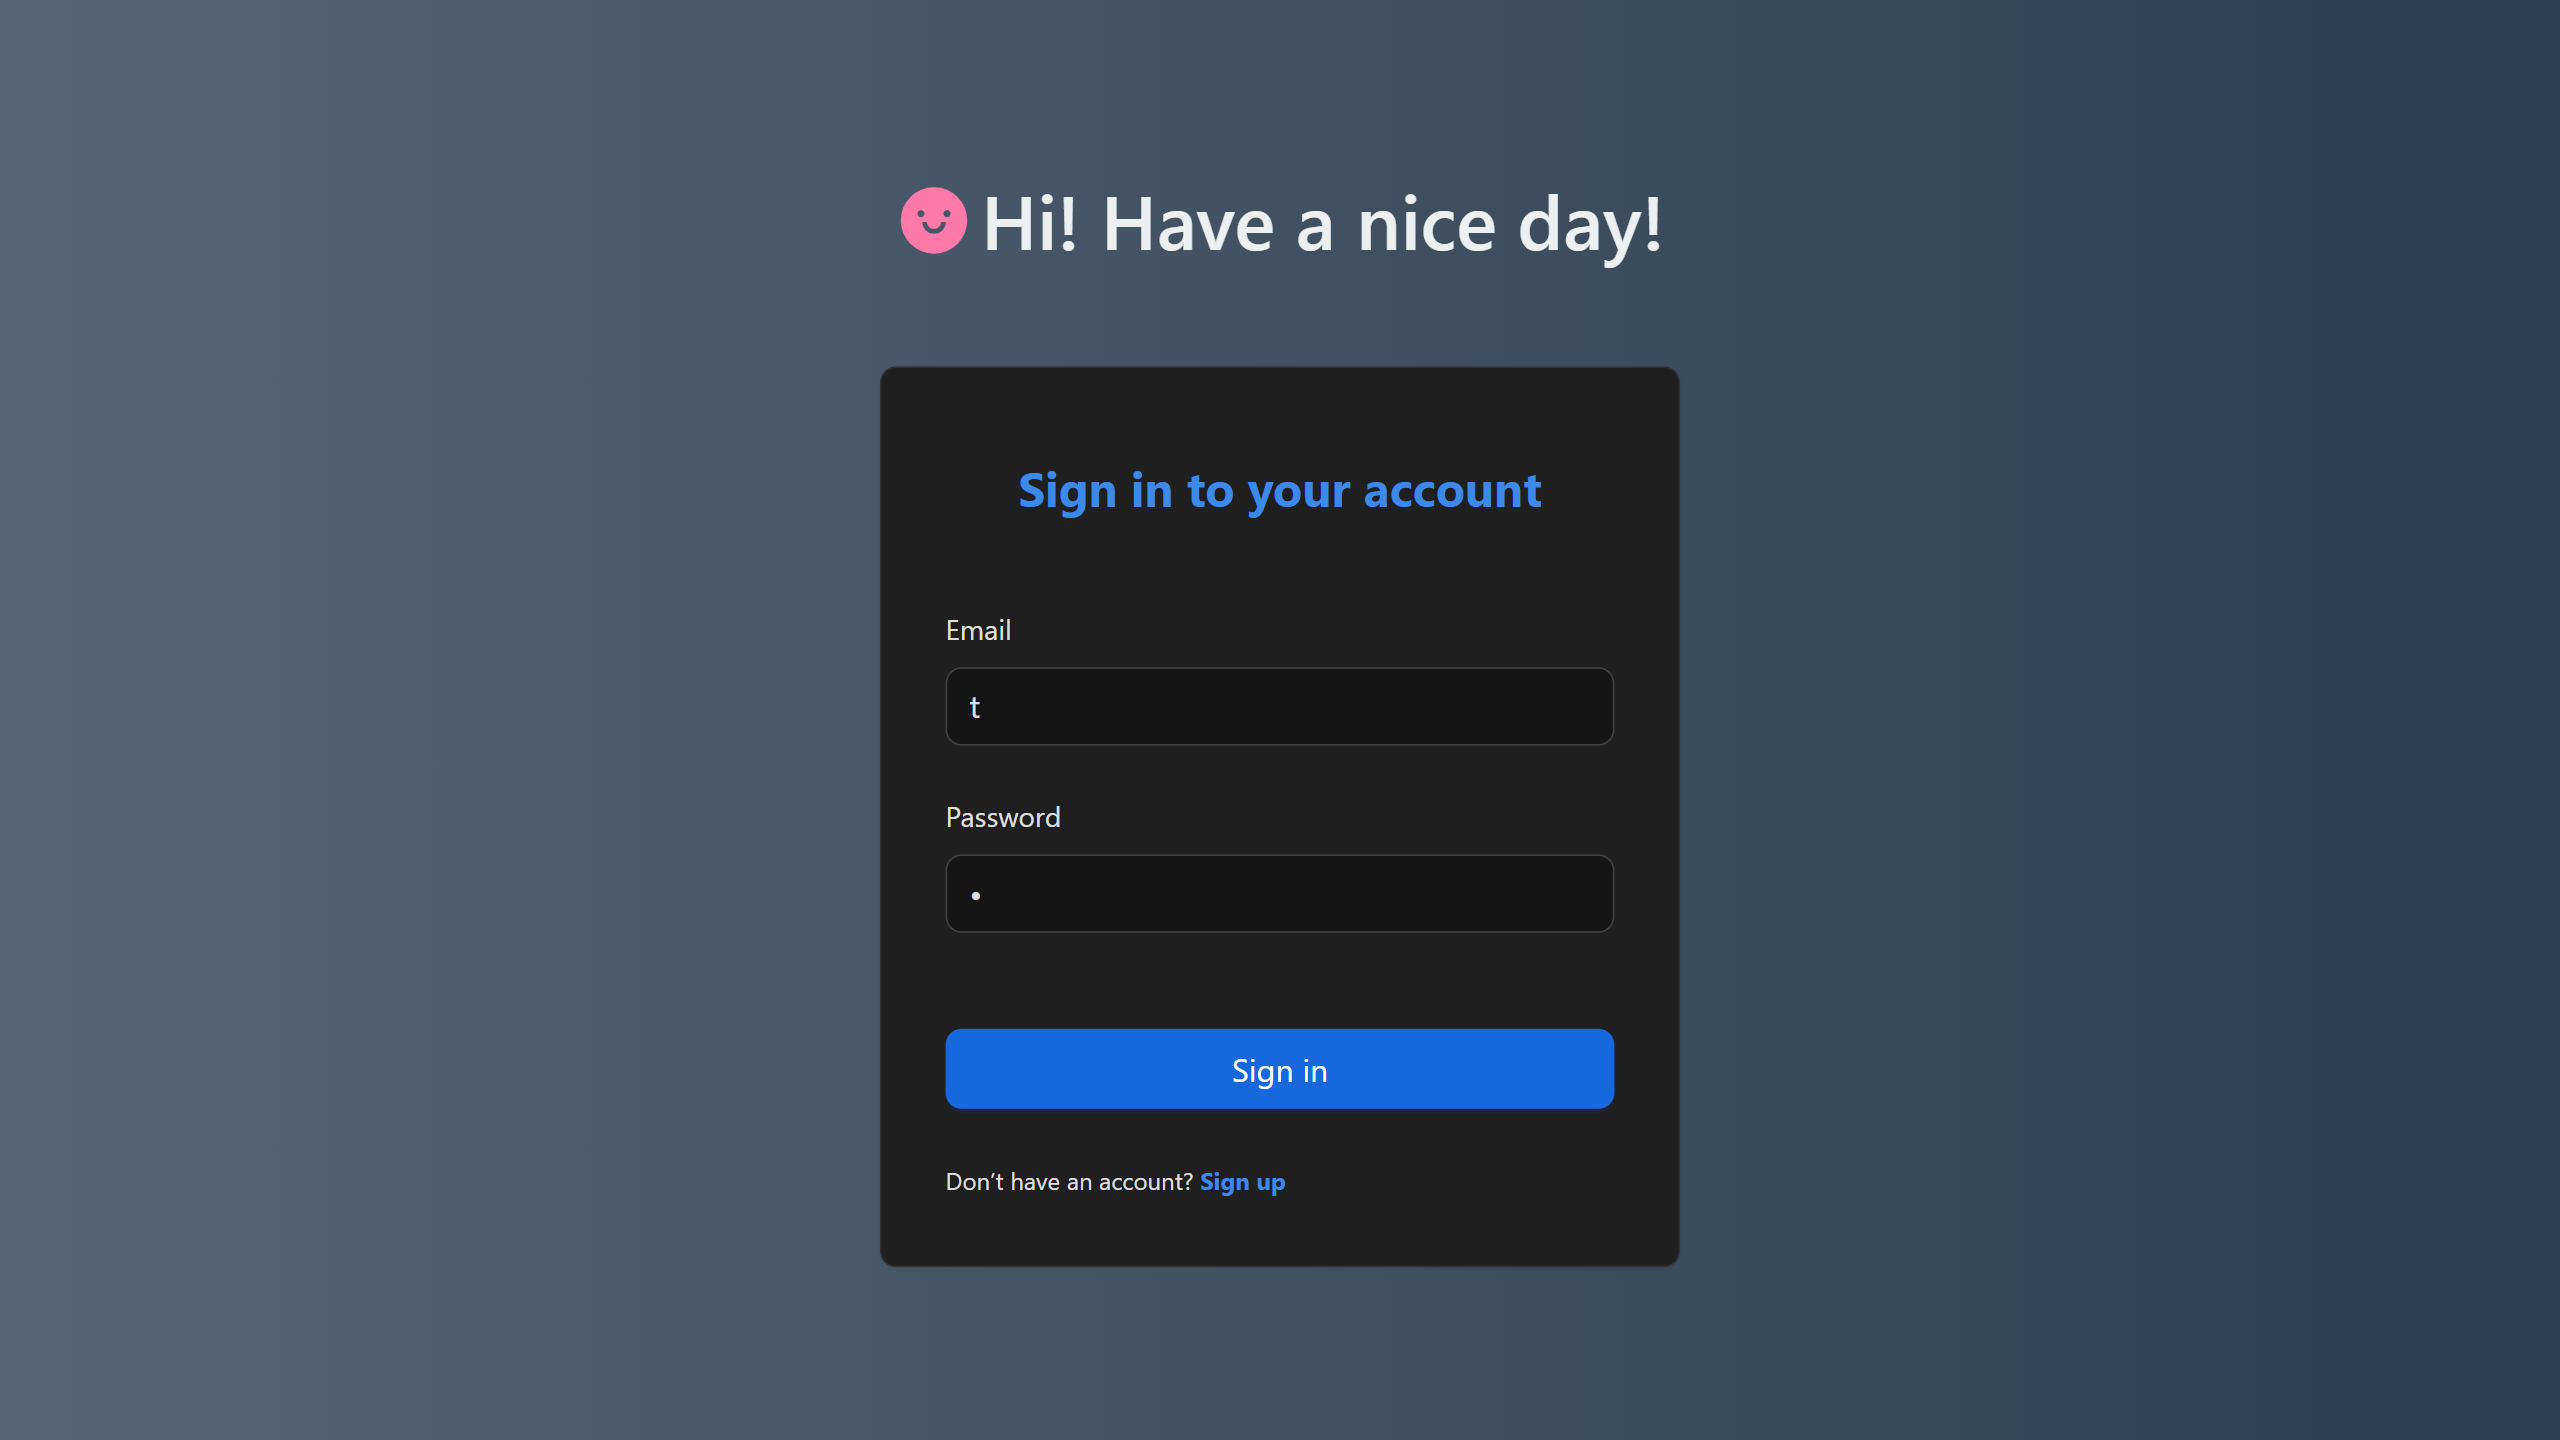 Hi! Have a nice day!
Sign in to your account
Email
t
Password
•
Sign in
Don’t have an account? Sign up